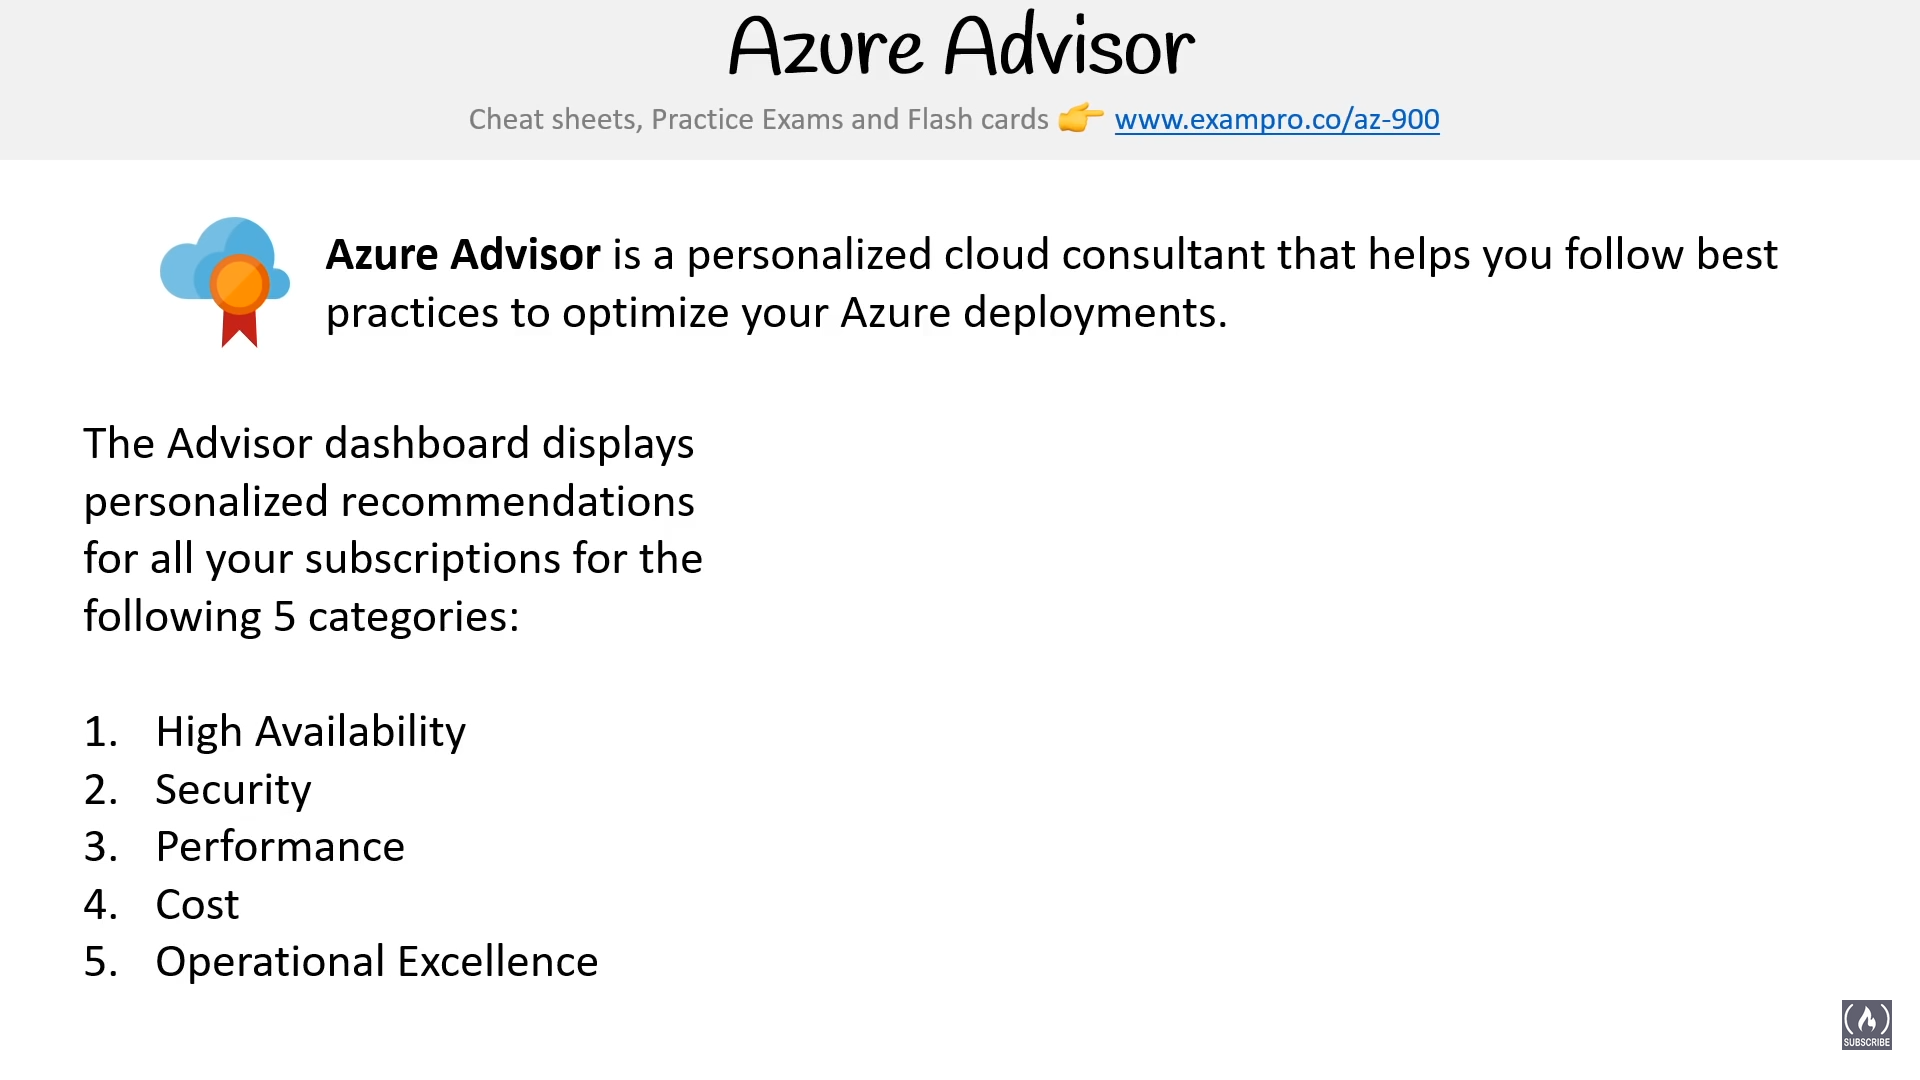 Azure Advisor
Cheat sheets, Practice Exams and Flash cards 👉 www.exampro.co/az-900
Azure Advisor is a personalized cloud consultant that helps you follow best
practices to optimize your Azure deployments.
The Advisor dashboard displays
personalized recommendations
for all your subscriptions for the
following 5 categories:
1. High Availability
2. Security
3. Performance
4. Cost
5. Operational Excellence
SUBSCRIBE